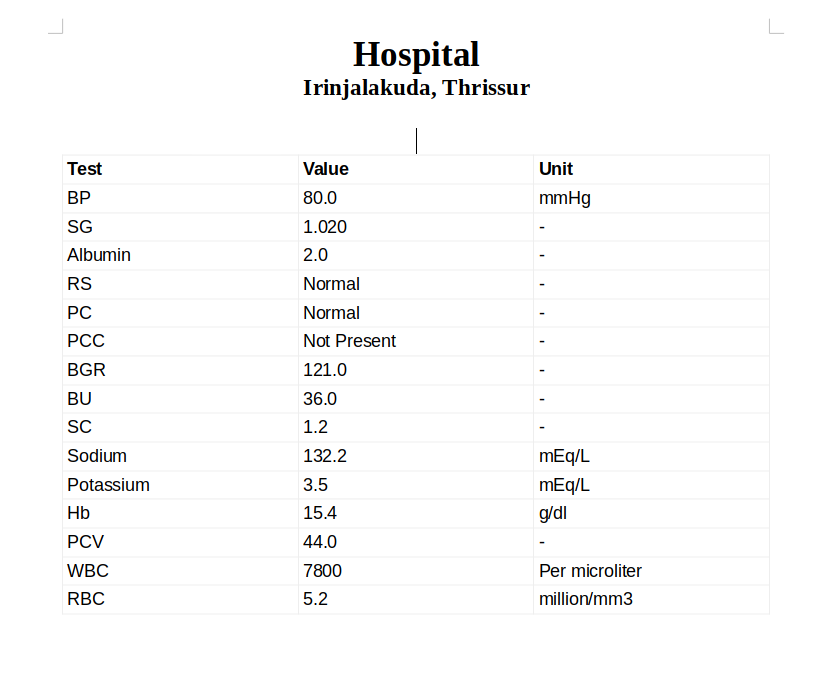 Hospital
Irinjalakuda, Thrissur
Test Value Unit
BP 80.0 mmHg
SG 1.020 -
Albumin 2.0 -
RS Normal -
PC Normal -
PCC Not Present -
BGR 121.0 -
BU 36.0 -
SC 1.2 -
Sodium 132.2 mEq/L
Potassium 3.5 mEq/L
Hb 15.4 g/dl
PCV 44.0 -
WBC 7800 Per microliter
RBC 5.2 million/mm3